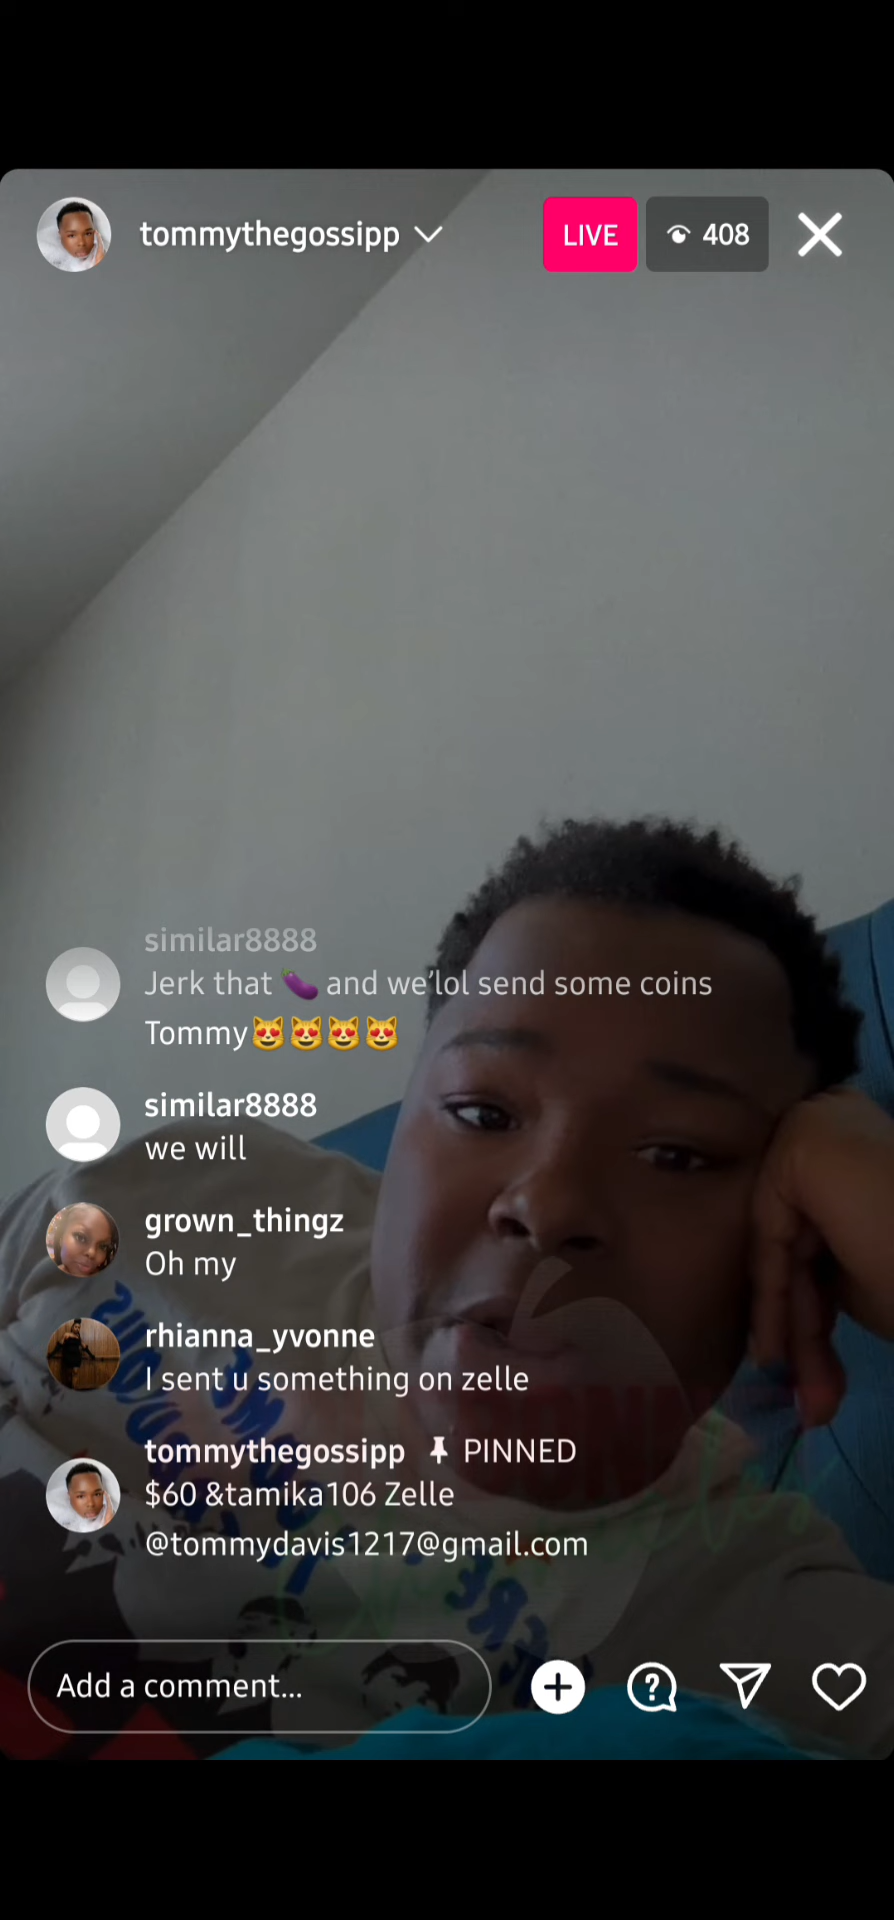 tommythegossipp
LIVE
408
similar8888
Jerk that 🍆 and we'lol send some coins
Tommy😻😻😻😻
similar8888
we will
grown_thingz
Oh my
rhianna_yvonne
I sent u something on zelle
tommythegossipp PINNED
$60 &tamika106 Zelle
@tommydavis1217@gmail.com
Add a comment...